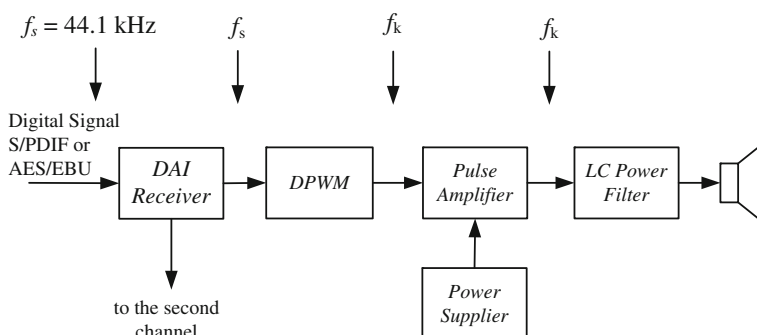 fs = 44.1 kHz
fs
fk
fk
Digital Signal
S/PDIF or
AES/EBU
DAI
Receiver
DPWM
Pulse
Amplifier
LC Power
Filter
to the second
channel
Power
Supplier